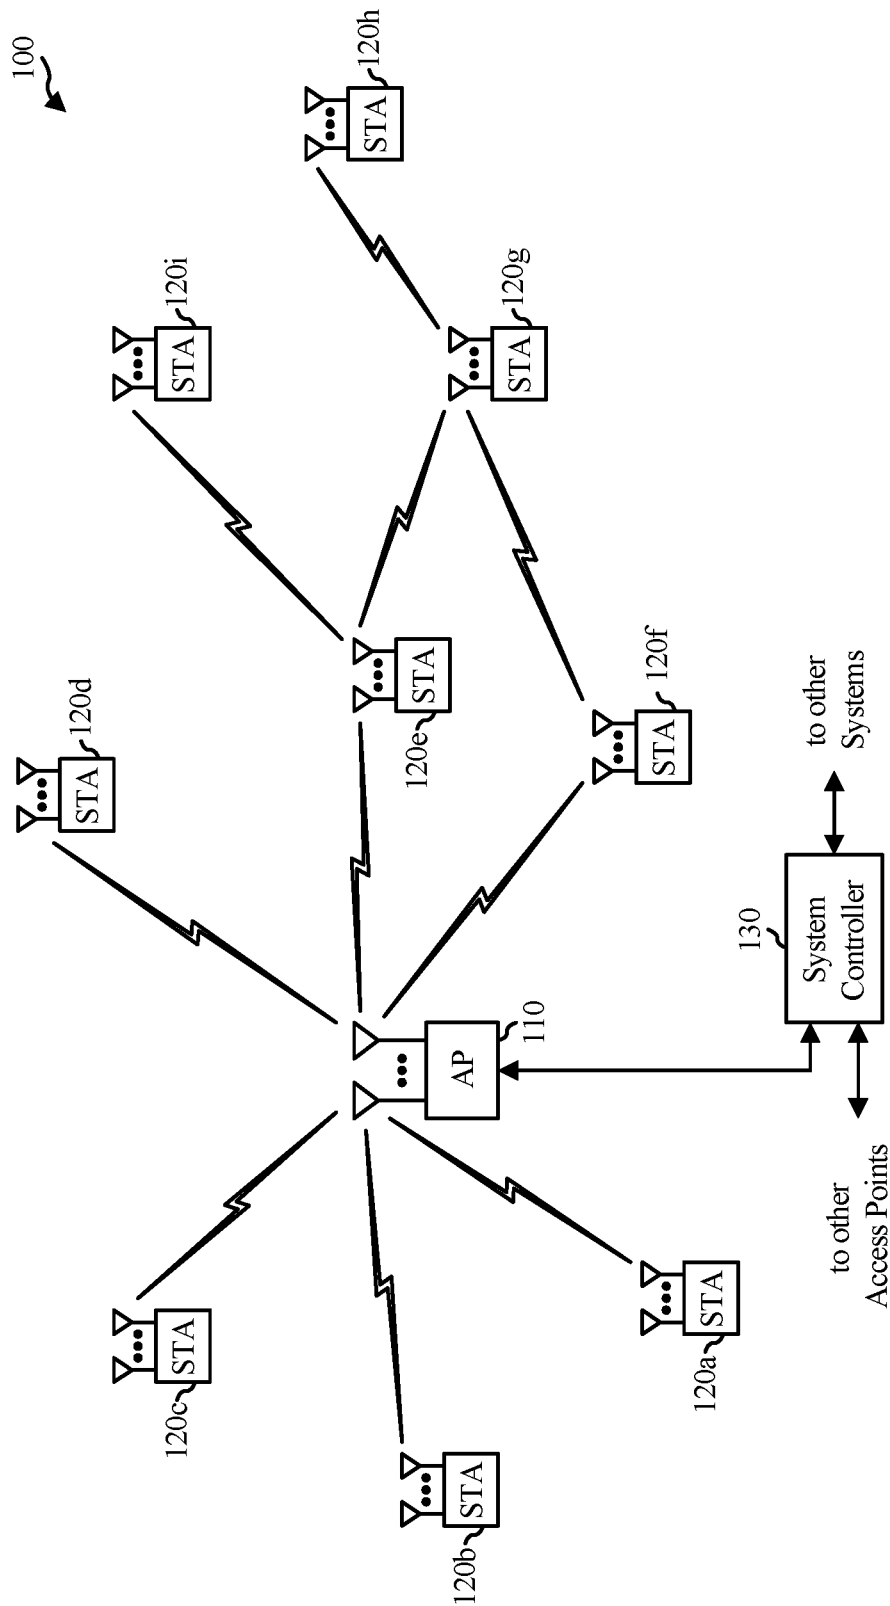 100
STA
120h
STA
120i
STA
120g
STA
120d
STA
120e
STA
120f
AP
110
STA
120c
STA
120b
STA
120a
130
System
Controller
to other
Systems
to other
Access Points